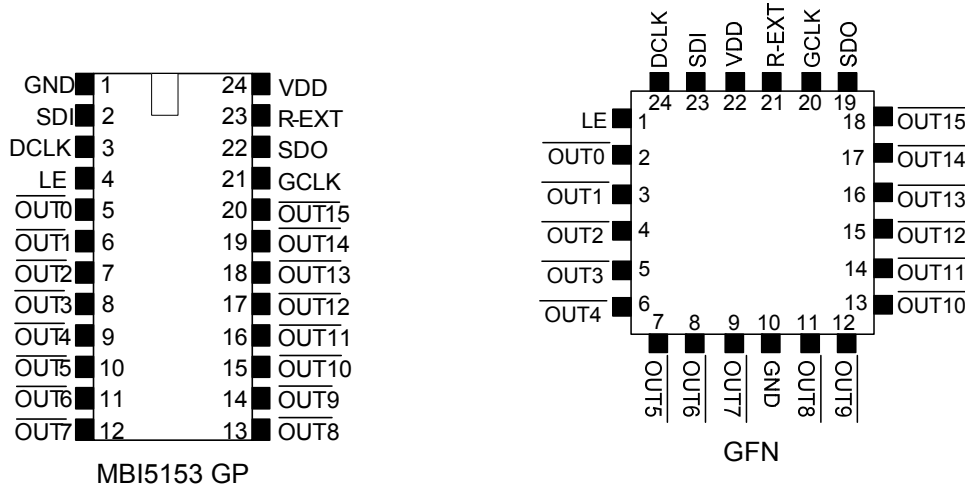 GND 1 24 VDD
SDI 2 23 R-EXT
DCLK 3 22 SDO
LE 4 21 GCLK
OUT0 5 20 OUT15
OUT1 6 19 OUT14
OUT2 7 18 OUT13
OUT3 8 17 OUT12
OUT4 9 16 OUT11
OUT5 10 15 OUT10
OUT6 11 14 OUT9
OUT7 12 13 OUT8
MBI5153 GP
DCLK SDI VDD R-EXT GCLK SDO
24 23 22 21 20 19
LE 1 18 OUT15
OUT0 2 17 OUT14
OUT1 3 16 OUT13
OUT2 4 15 OUT12
OUT3 5 14 OUT11
OUT4 6 13 OUT10
7 8 9 10 11 12
OUT5 OUT6 OUT7 GND OUT8 OUT9
GFN